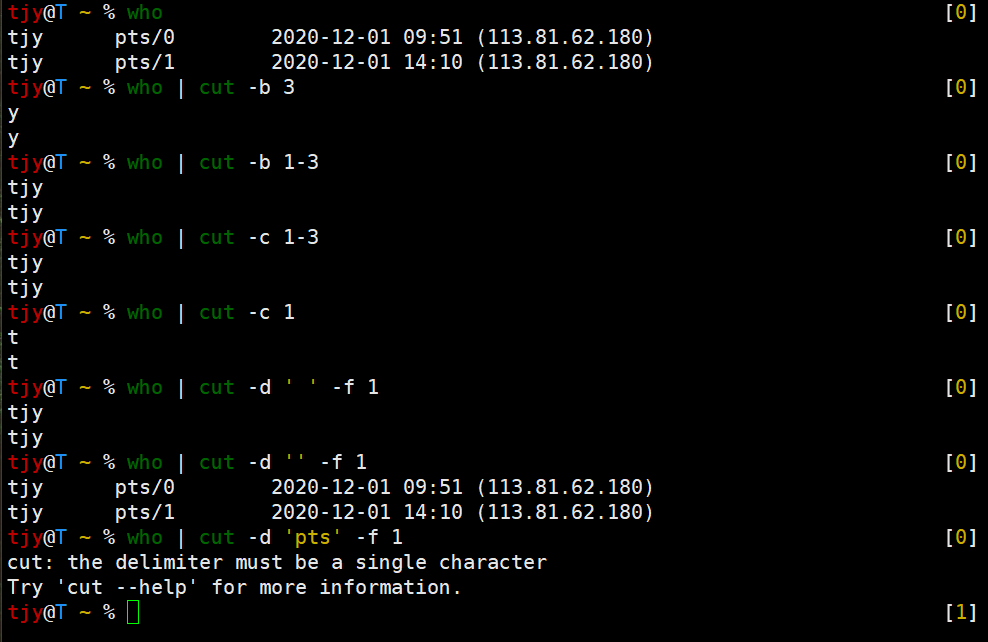 tjy@T ~ % who [0]
tjy      pts/0        2020-12-01 09:51 (113.81.62.180)
tjy      pts/1        2020-12-01 14:10 (113.81.62.180)
tjy@T ~ % who | cut -b 3 [0]
y
y
tjy@T ~ % who | cut -b 1-3 [0]
tjy
tjy
tjy@T ~ % who | cut -c 1-3 [0]
tjy
tjy
tjy@T ~ % who | cut -c 1 [0]
t
t
tjy@T ~ % who | cut -d ' ' -f 1 [0]
tjy
tjy
tjy@T ~ % who | cut -d '' -f 1 [0]
tjy      pts/0        2020-12-01 09:51 (113.81.62.180)
tjy      pts/1        2020-12-01 14:10 (113.81.62.180)
tjy@T ~ % who | cut -d 'pts' -f 1 [0]
cut: the delimiter must be a single character
Try 'cut --help' for more information.
tjy@T ~ % [1]